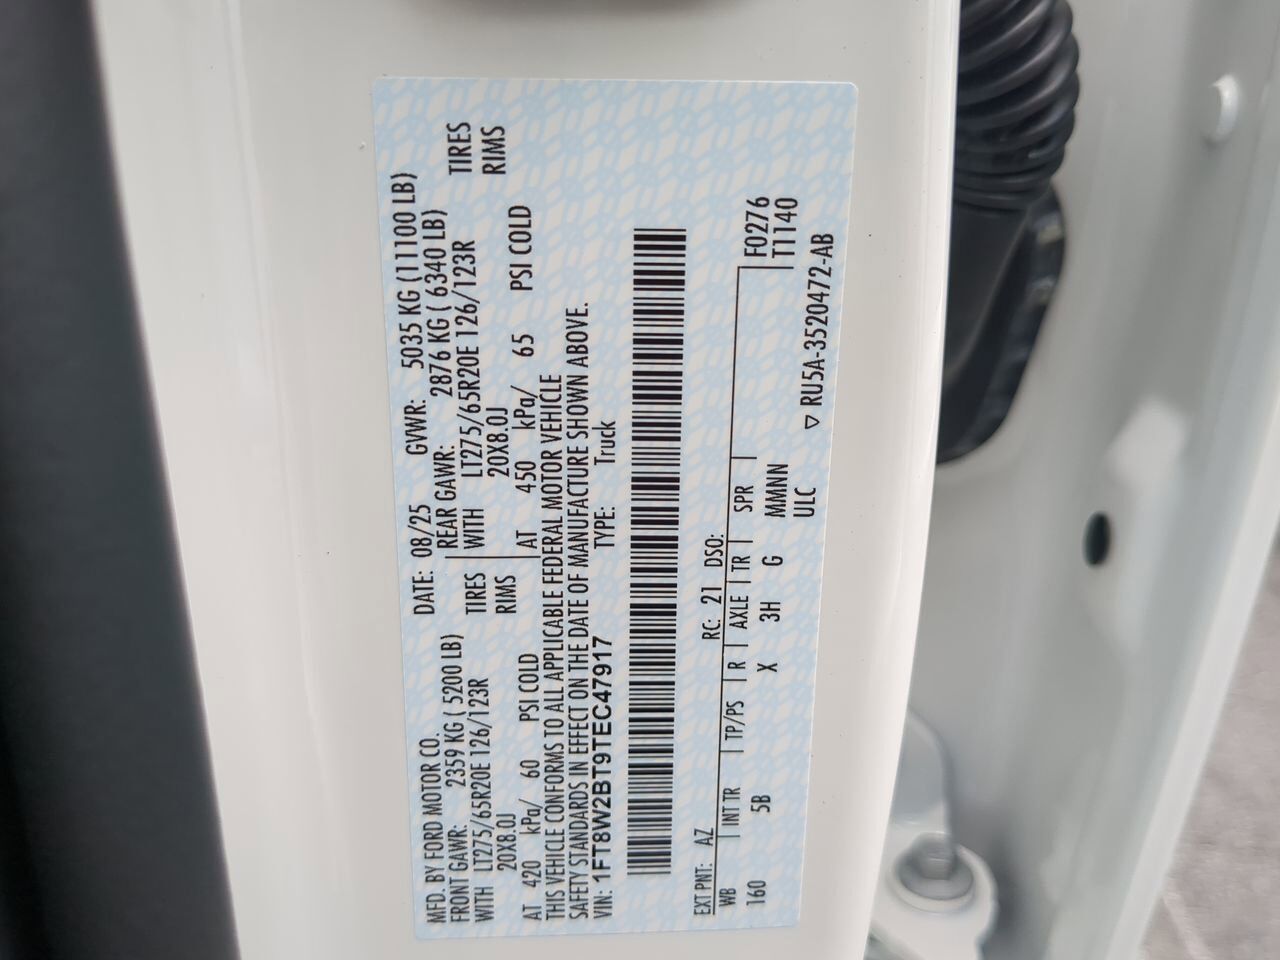 MFD. BY FORD MOTOR CO. DATE: 08/25 GVWR: 5035 KG (11100 LB)
FRONT GAWR: 2359 KG ( 5200 LB) REAR GAWR: 2876 KG ( 6340 LB)
WITH LT275/65R20E 126/123R TIRES WITH LT275/65R20E 126/123R TIRES
20X8.0J RIMS 20X8.0J RIMS
AT 420 kPa/ 60 PSI COLD AT 450 kPa/ 65 PSI COLD
THIS VEHICLE CONFORMS TO ALL APPLICABLE FEDERAL MOTOR VEHICLE
SAFETY STANDARDS IN EFFECT ON THE DATE OF MANUFACTURE SHOWN ABOVE.
VIN: 1FT8W2BT9TEC47917 TYPE: Truck
EXT PNT: AZ RC: 21 DSO:
WB INT TR TP/PS R AXLE TR SPR F0276
160 5B X 3H G MMNN T1140
ULC ▽ RU5A-3520472-AB